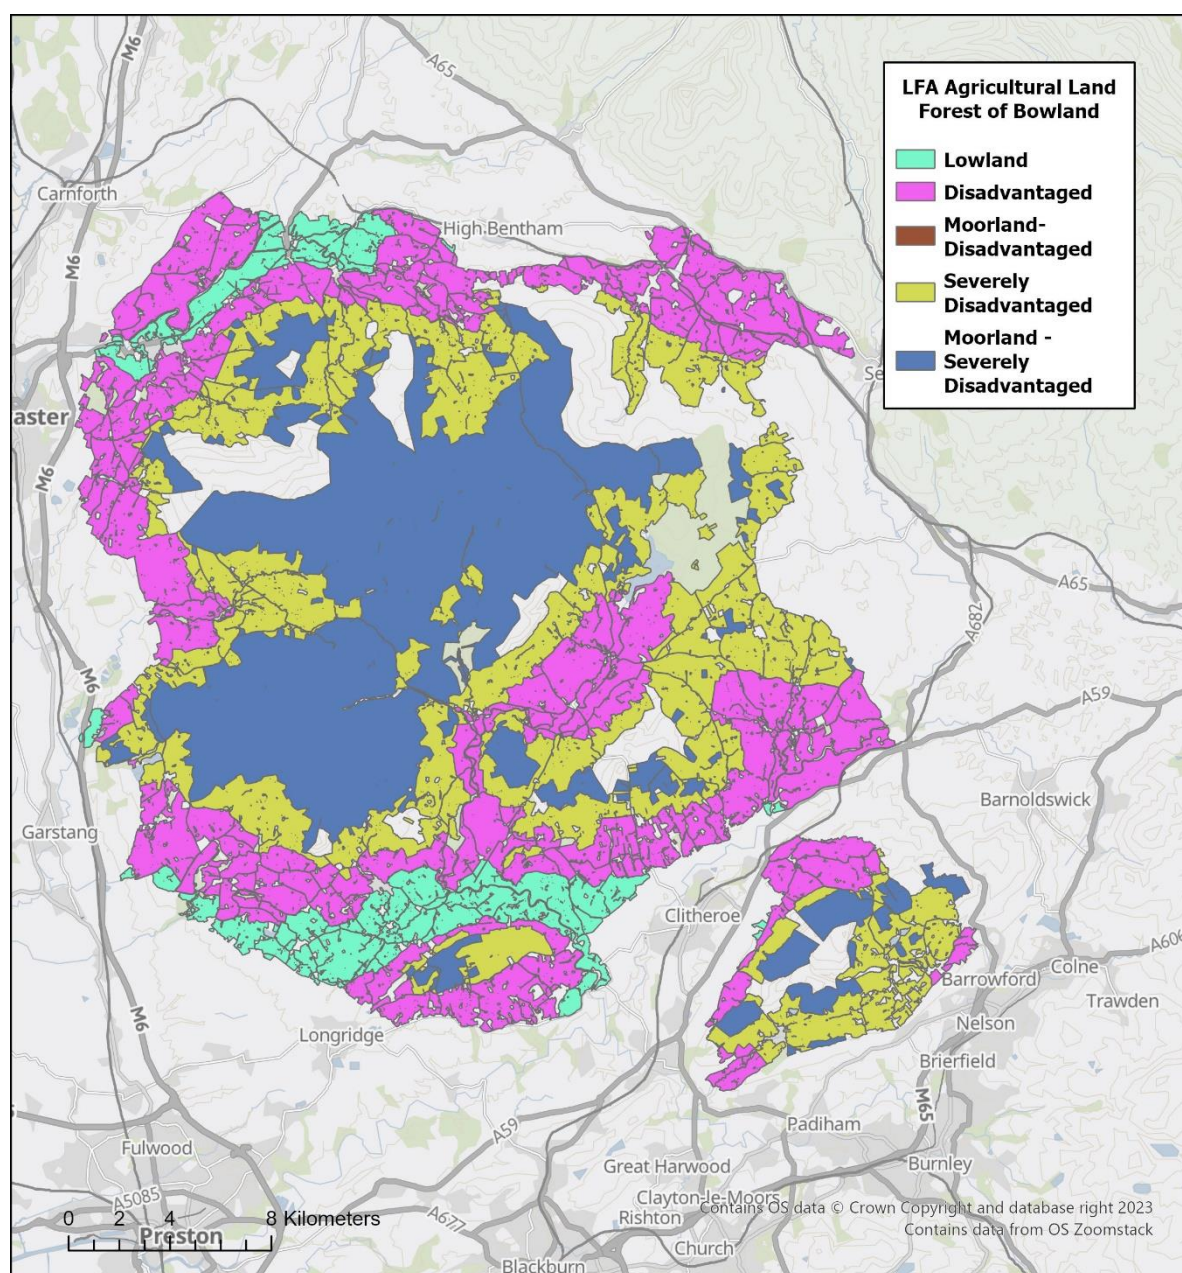 M6
A65
LFA Agricultural Land
Forest of Bowland
Lowland
Disadvantaged
Moorland-
Disadvantaged
Severely
Disadvantaged
Moorland -
Severely
Disadvantaged
Carnforth
High Bentham
M6
Se
aster
M6
A65
A682
M6
A59
Barnoldswick
Garstang
Clitheroe
A606
Colne
Barrowford
Trawden
M6
Longridge
Nelson
Brierfield
M65
A59
Padiham
Fulwood
Great Harwood
Burnley
A5085
Clayton-le-Moors
Contains OS data © Crown Copyright and database right 2023
0 2 4 8 Kilometers
A677
Rishton
Contains data from OS Zoomstack
Preston
Church
Blackburn